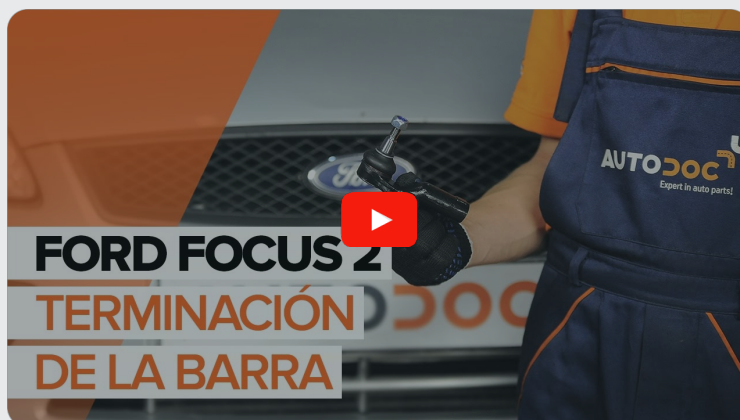 Ford
AUTODOC
Expert in auto parts!
FORD FOCUS 2
TERMINACIÓN
DE LA BARRA